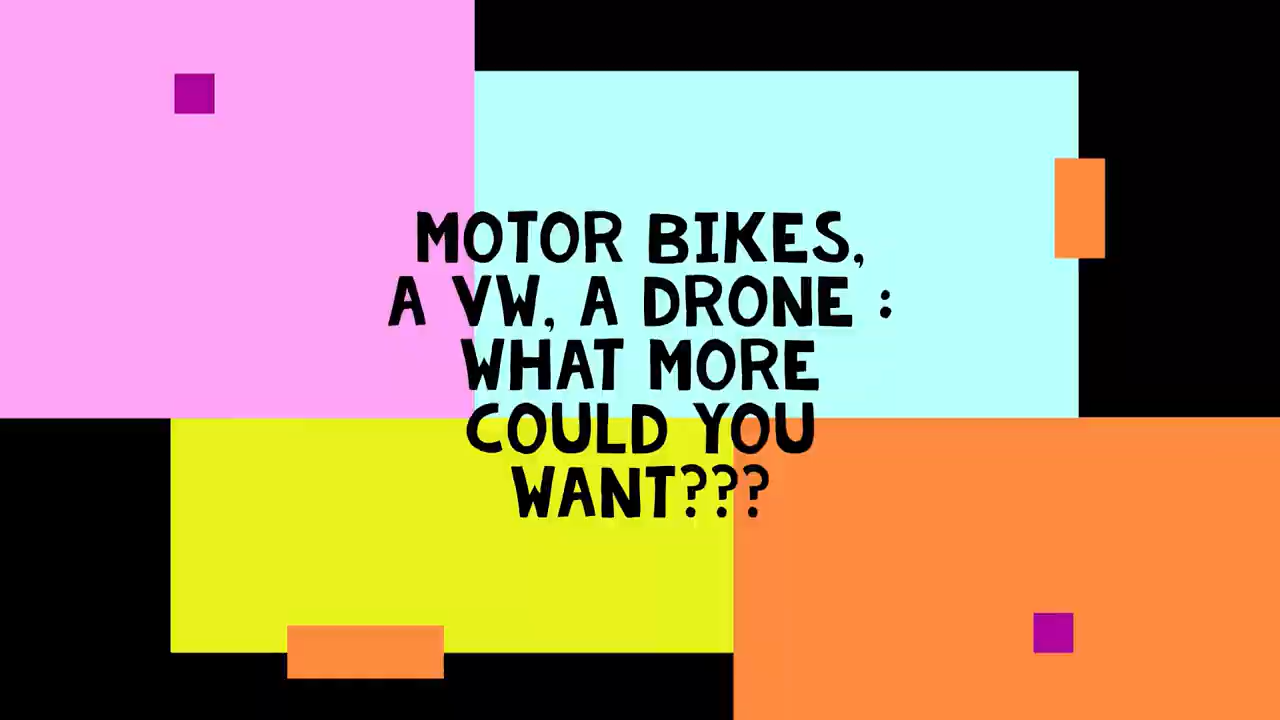 MOTOR BIKES,
A VW, A DRONE :
WHAT MORE
COULD YOU
WANT???